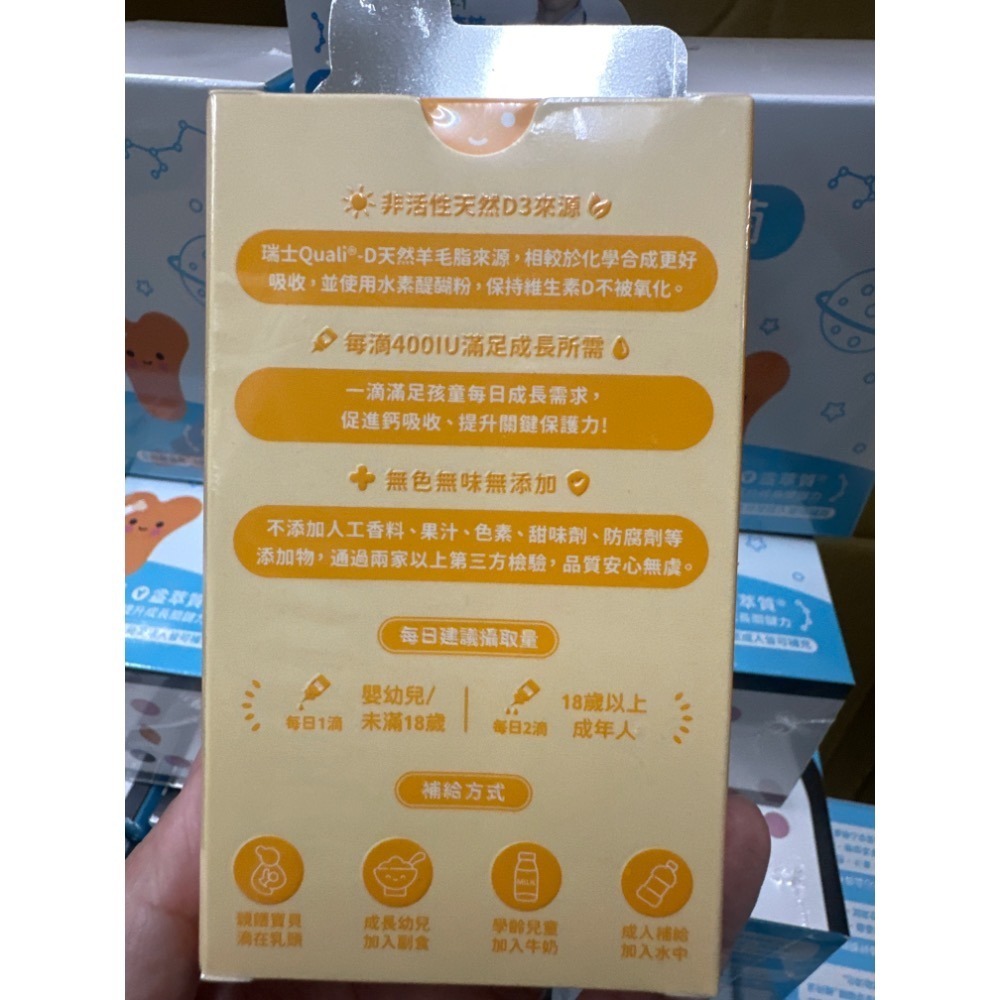 非活性天然D3來源
瑞士Quali®-D天然羊毛脂來源，相較於化學合成更好
吸收，並使用水素醍醐粉，保持維生素D不被氧化。
每滴400IU滿足成長所需
一滴滿足孩童每日成長需求，
促進鈣吸收、提升關鍵保護力!
無色無味無添加
不添加人工香料、果汁、色素、甜味劑、防腐劑等
添加物，通過兩家以上第三方檢驗，品質安心無虞。
每日建議攝取量
嬰幼兒/
每日1滴 未滿18歲
18歲以上
每日2滴 成年人
補給方式
MILK
親餵寶貝
滴在乳頭
成長幼兒
加入副食
學齡兒童
加入牛奶
成人補給
加入水中